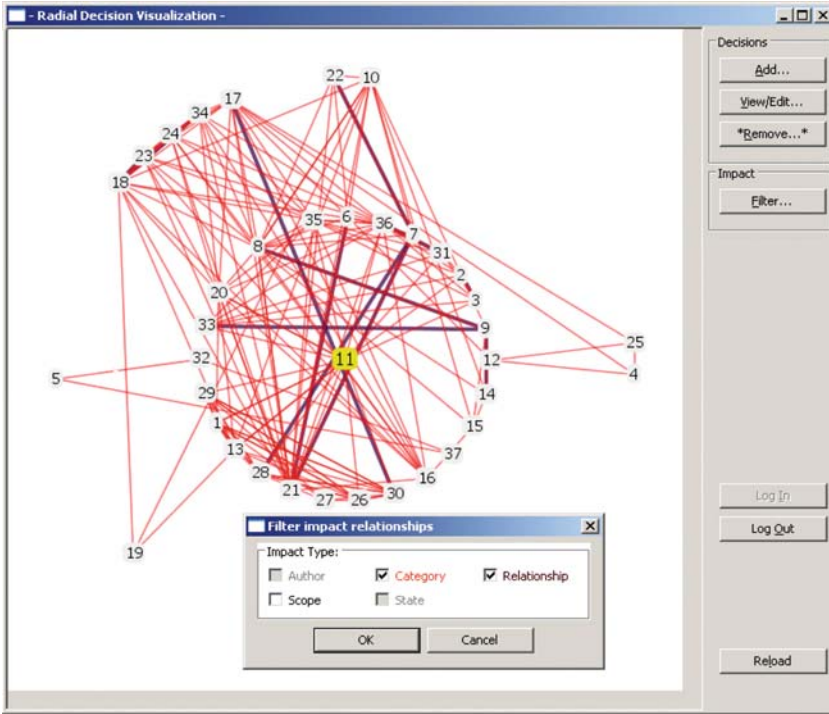 - Radial Decision Visualization -
Decisions
Add...
View/Edit...
*Remove...*
Impact
Filter...
22 10
17
34
24
23
18
35 6 36 7
8 31
2
20 3
33 9
11 12 25
32 4
5
29 14
1 15
13 37
28 16
21 27 26 30
19
Filter impact relationships
Impact Type:
Author Category Relationship
Scope State
OK Cancel
Log In
Log Out
Reload